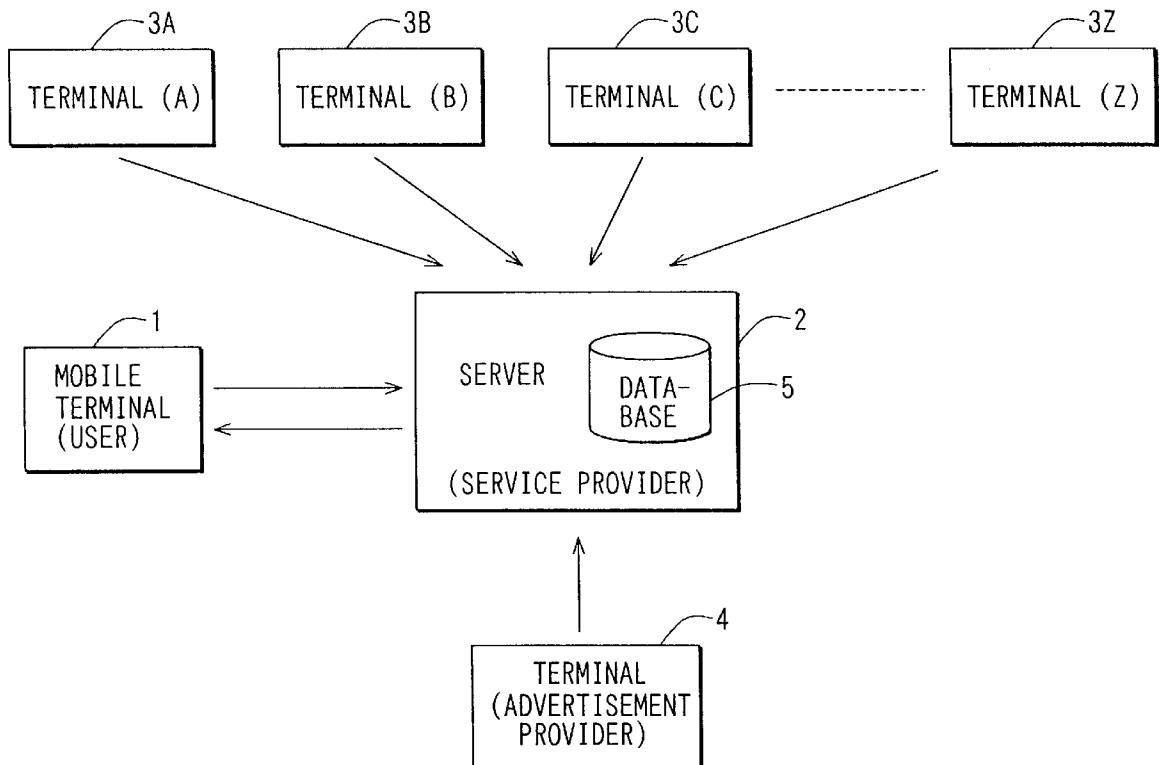 3A
3B
3C
3Z
TERMINAL (A)
TERMINAL (B)
TERMINAL (C)
TERMINAL (Z)
1
2
MOBILE
TERMINAL
(USER)
SERVER
DATA-
BASE
5
(SERVICE PROVIDER)
4
TERMINAL
(ADVERTISEMENT
PROVIDER)